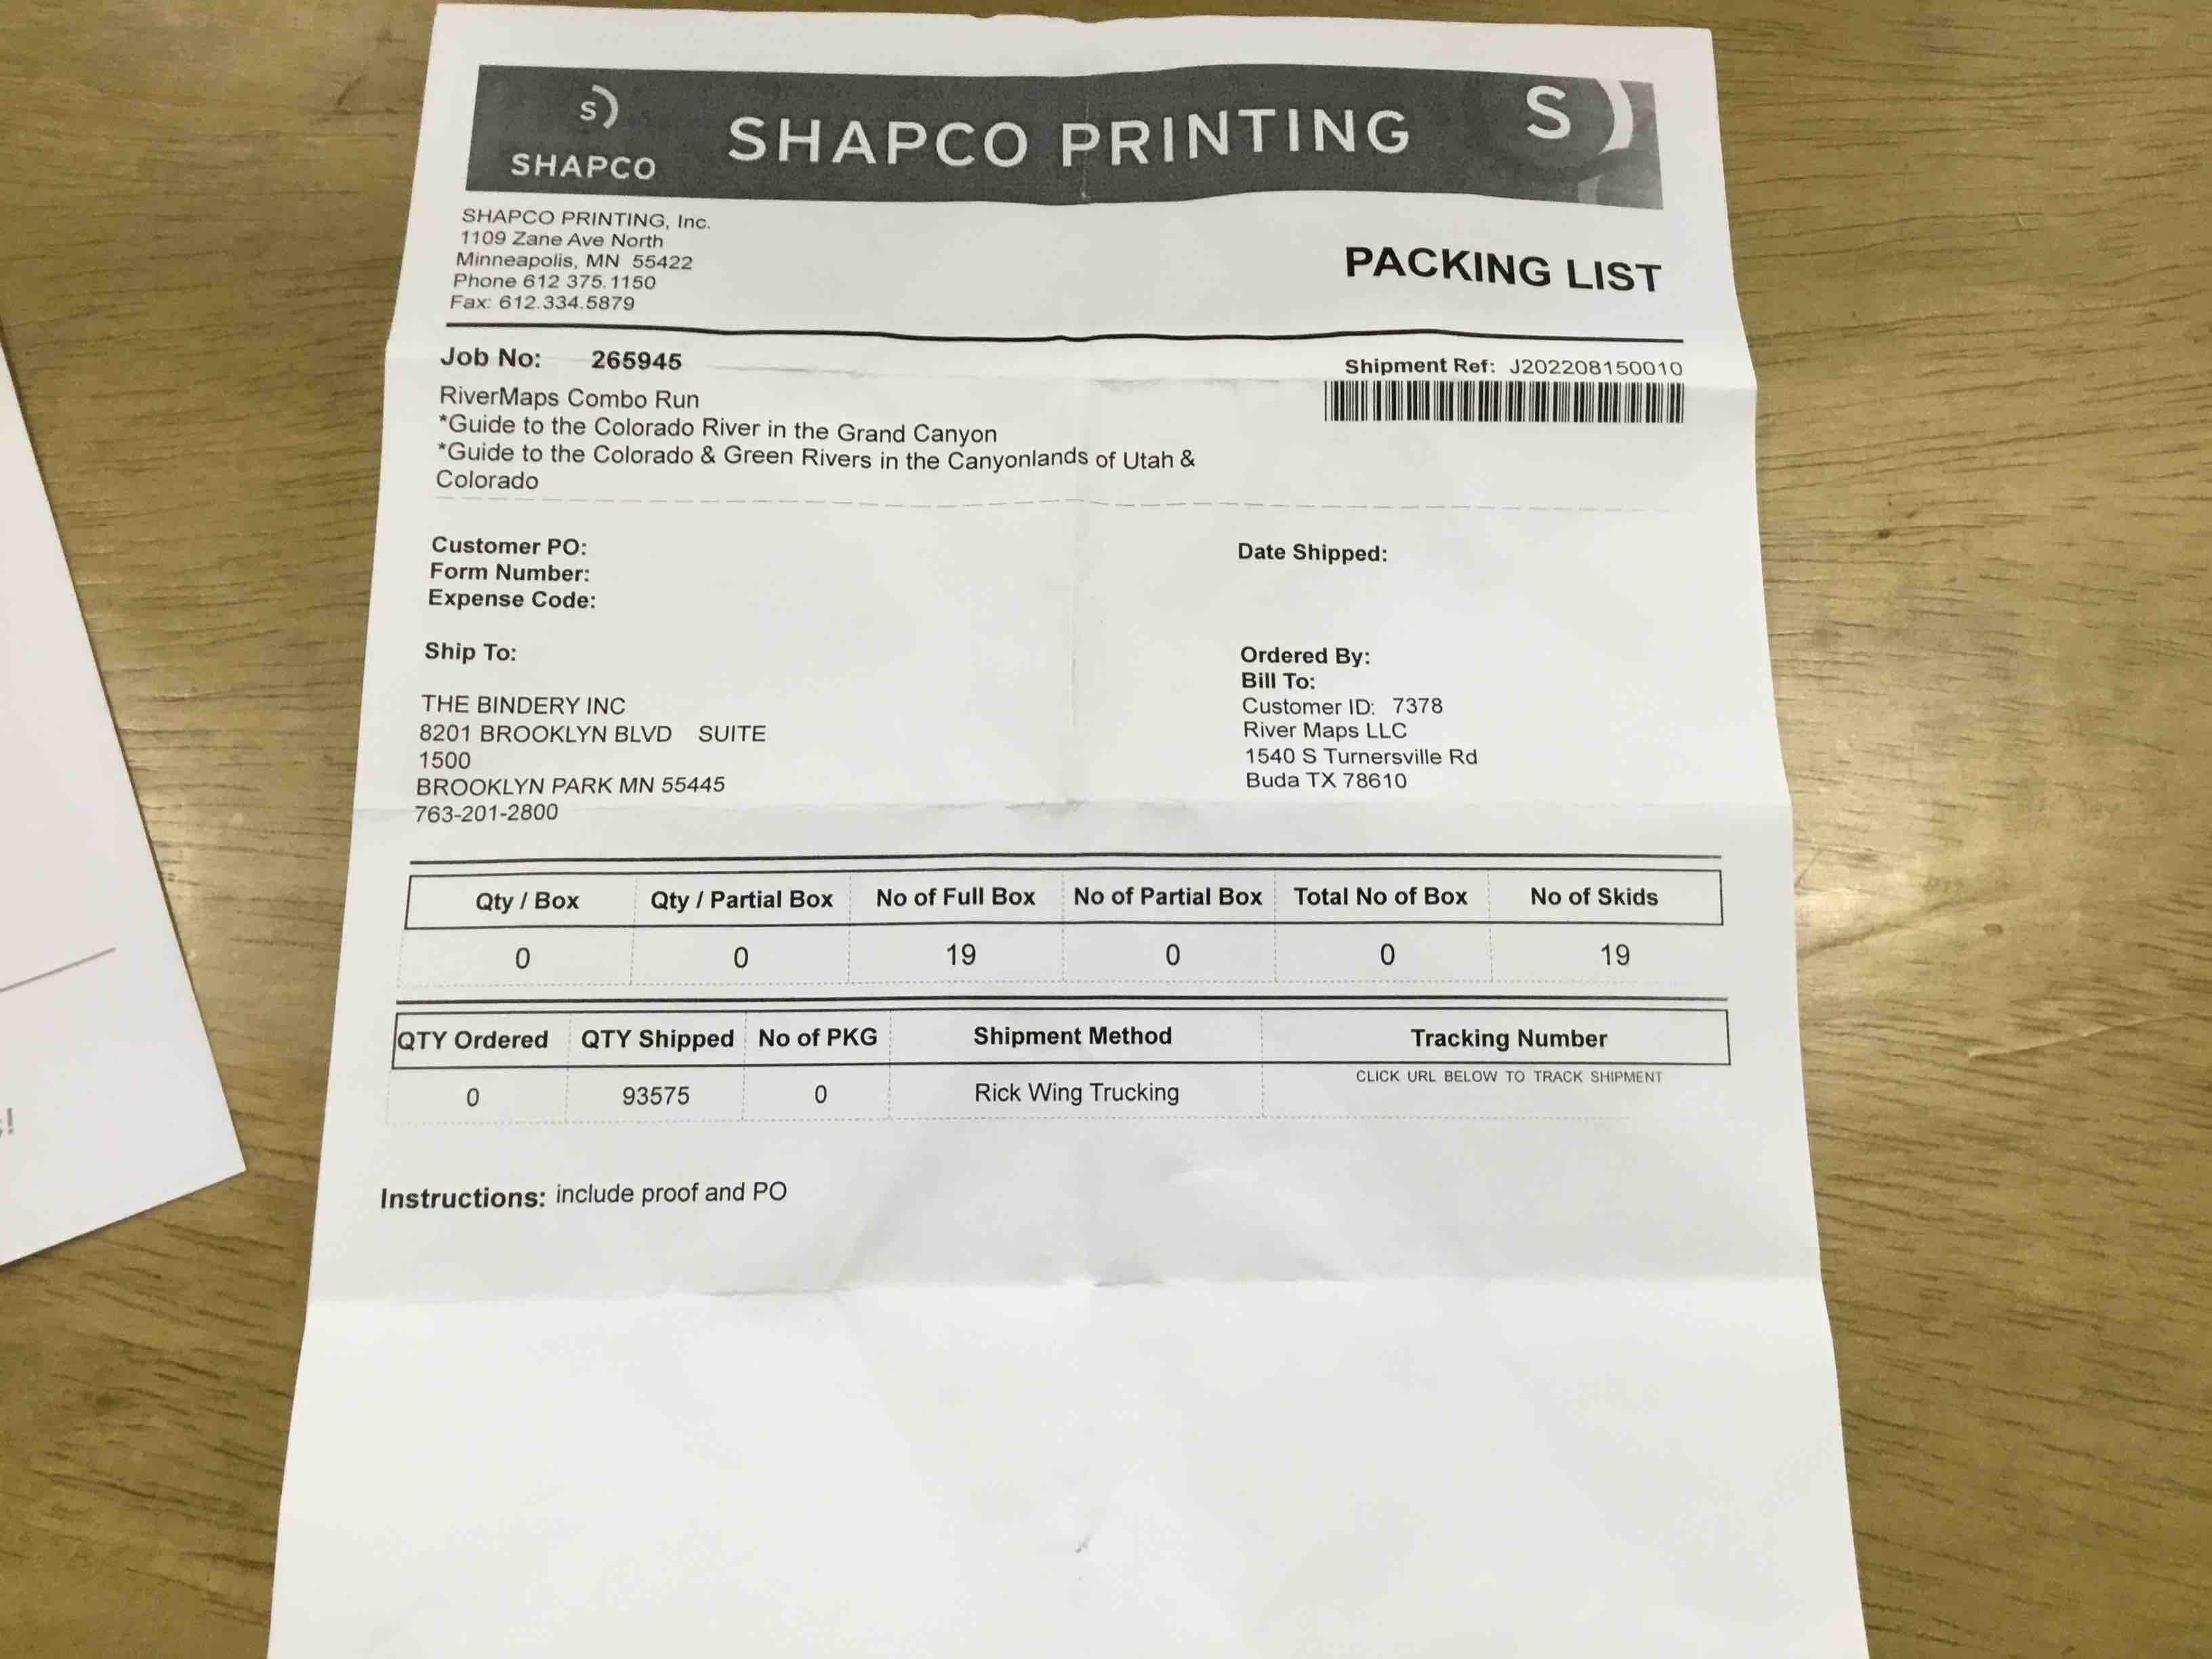 s)
SHAPCO
SHAPCO PRINTING
S)
SHAPCO PRINTING, Inc.
1109 Zane Ave North
Minneapolis, MN 55422
Phone 612 375.1150
Fax: 612.334.5879
PACKING LIST
Job No: 265945
Shipment Ref: J202208150010
RiverMaps Combo Run
*Guide to the Colorado River in the Grand Canyon
*Guide to the Colorado & Green Rivers in the Canyonlands of Utah &
Colorado
Customer PO:
Form Number:
Expense Code:
Date Shipped:
Ship To:
THE BINDERY INC
8201 BROOKLYN BLVD SUITE
1500
BROOKLYN PARK MN 55445
763-201-2800
Ordered By:
Bill To:
Customer ID: 7378
River Maps LLC
1540 S Turnersville Rd
Buda TX 78610
Qty / Box Qty / Partial Box No of Full Box No of Partial Box Total No of Box No of Skids
0 0 19 0 0 19
QTY Ordered QTY Shipped No of PKG Shipment Method Tracking Number
CLICK URL BELOW TO TRACK SHIPMENT
0 93575 0 Rick Wing Trucking
Instructions: include proof and PO